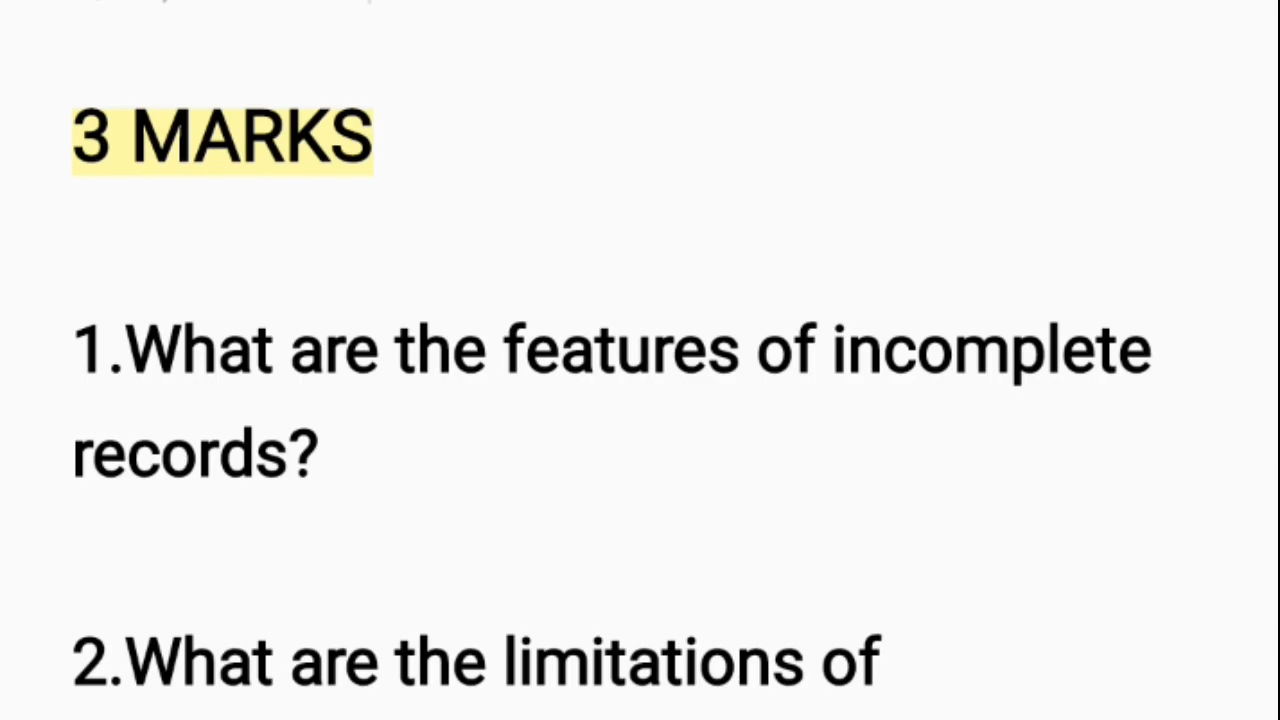 3 MARKS
1.What are the features of incomplete
records?
2.What are the limitations of